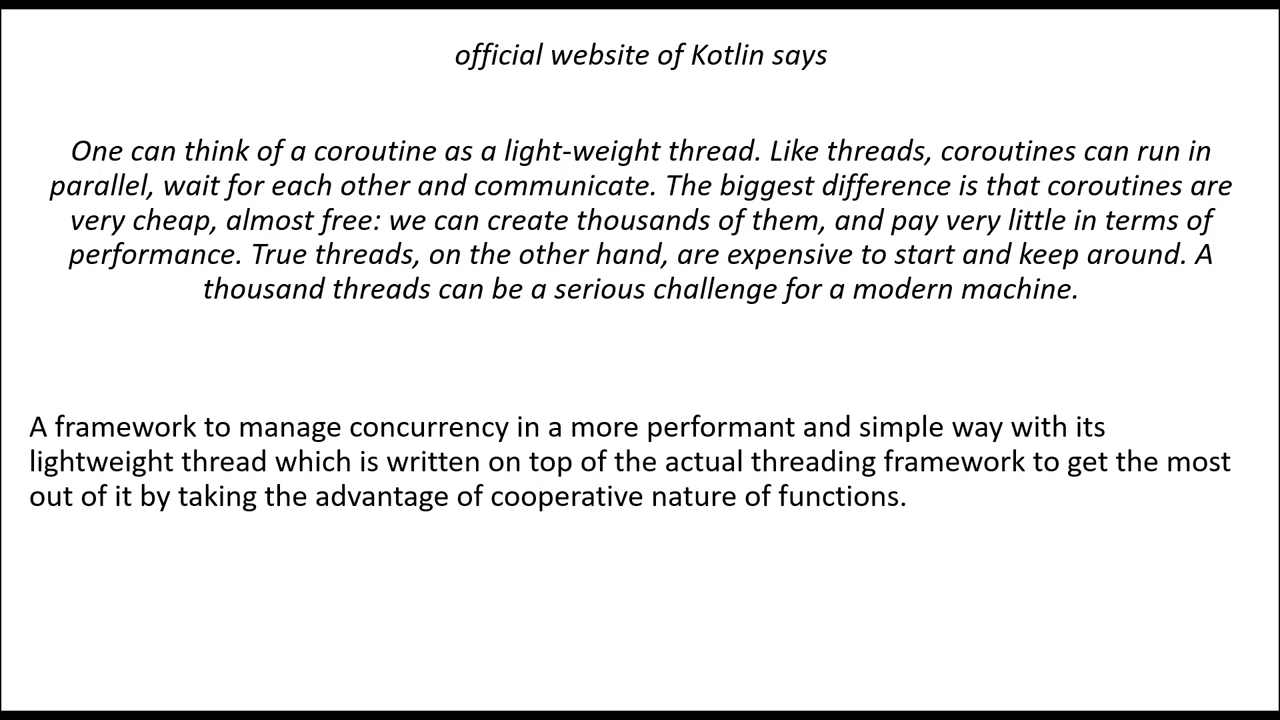 official website of Kotlin says
One can think of a coroutine as a light-weight thread. Like threads, coroutines can run in
parallel, wait for each other and communicate. The biggest difference is that coroutines are
very cheap, almost free: we can create thousands of them, and pay very little in terms of
performance. True threads, on the other hand, are expensive to start and keep around. A
thousand threads can be a serious challenge for a modern machine.
A framework to manage concurrency in a more performant and simple way with its
lightweight thread which is written on top of the actual threading framework to get the most
out of it by taking the advantage of cooperative nature of functions.